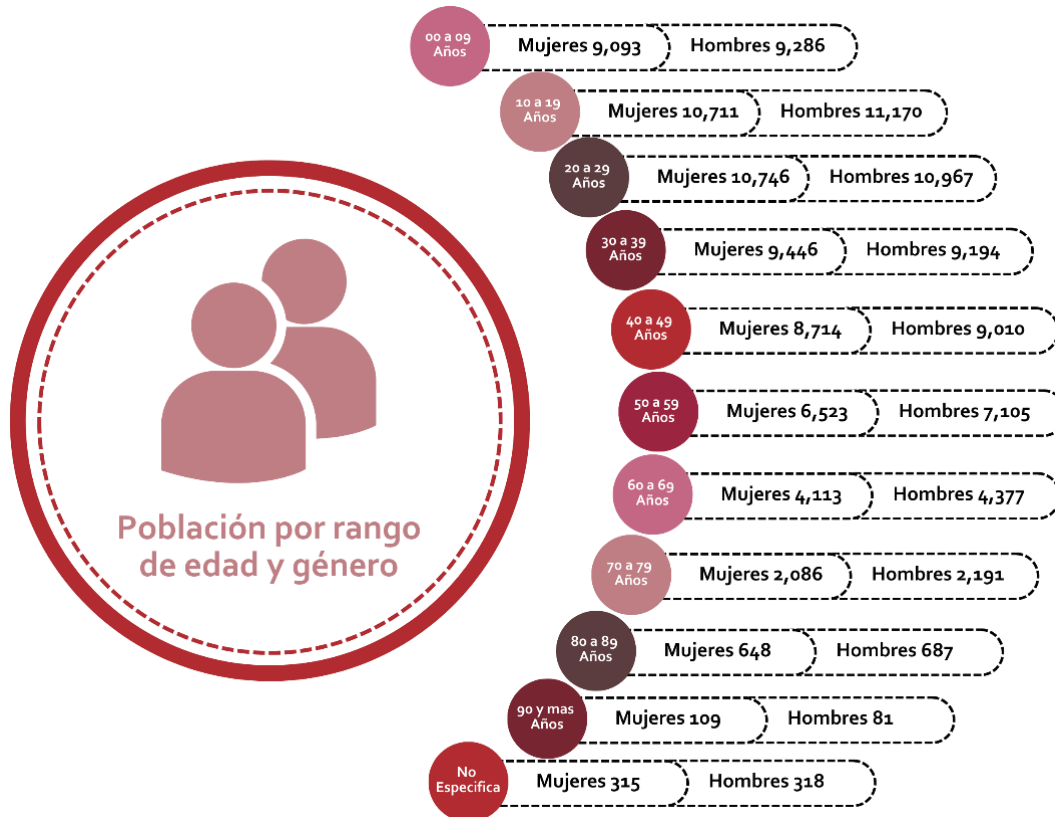 00 a 09
Años
Mujeres 9,093
Hombres 9,286
10 a 19
Años
Mujeres 10,711
Hombres 11,170
20 a 29
Años
Mujeres 10,746
Hombres 10,967
30 a 39
Años
Mujeres 9,446
Hombres 9,194
40 a 49
Años
Mujeres 8,714
Hombres 9,010
50 a 59
Años
Mujeres 6,523
Hombres 7,105
60 a 69
Años
Mujeres 4,113
Hombres 4,377
70 a 79
Años
Mujeres 2,086
Hombres 2,191
80 a 89
Años
Mujeres 648
Hombres 687
90 y mas
Años
Mujeres 109
Hombres 81
No
Especifica
Mujeres 315
Hombres 318
Población por rango
de edad y género